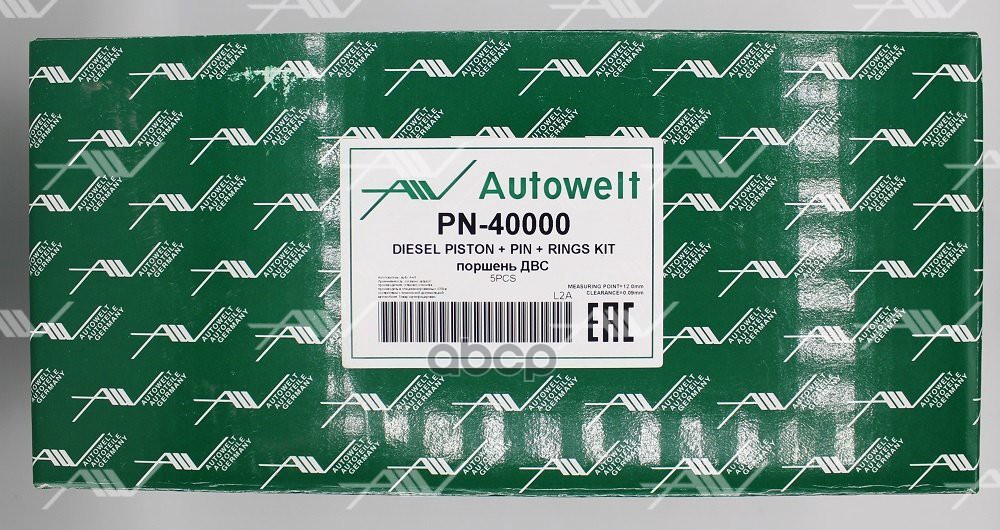 Autowelt
PN-40000
DIESEL PISTON + PIN + RINGS KIT
поршень ДВС
5PCS
MEASURING POINT=12.0mm
CLEARANCE=0.09mm
L2A
EAC
abcp
AUTOWELT
AUTOTEILE
GERMANY